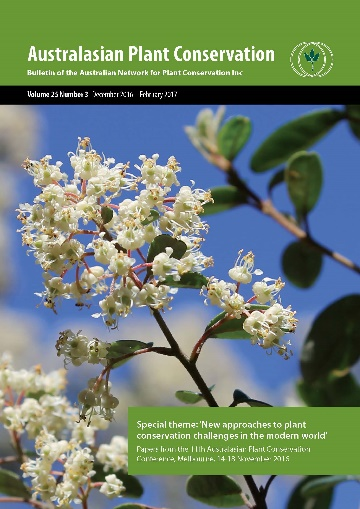 Australasian Plant Conservation
Bulletin of the Australian Network for Plant Conservation Inc
Volume 25 Number 3 December 2016 – February 2017
Special theme: 'New approaches to plant
conservation challenges in the modern world'
Papers from the 11th Australasian Plant Conservation
Conference, Melbourne, 14-18 November 2016